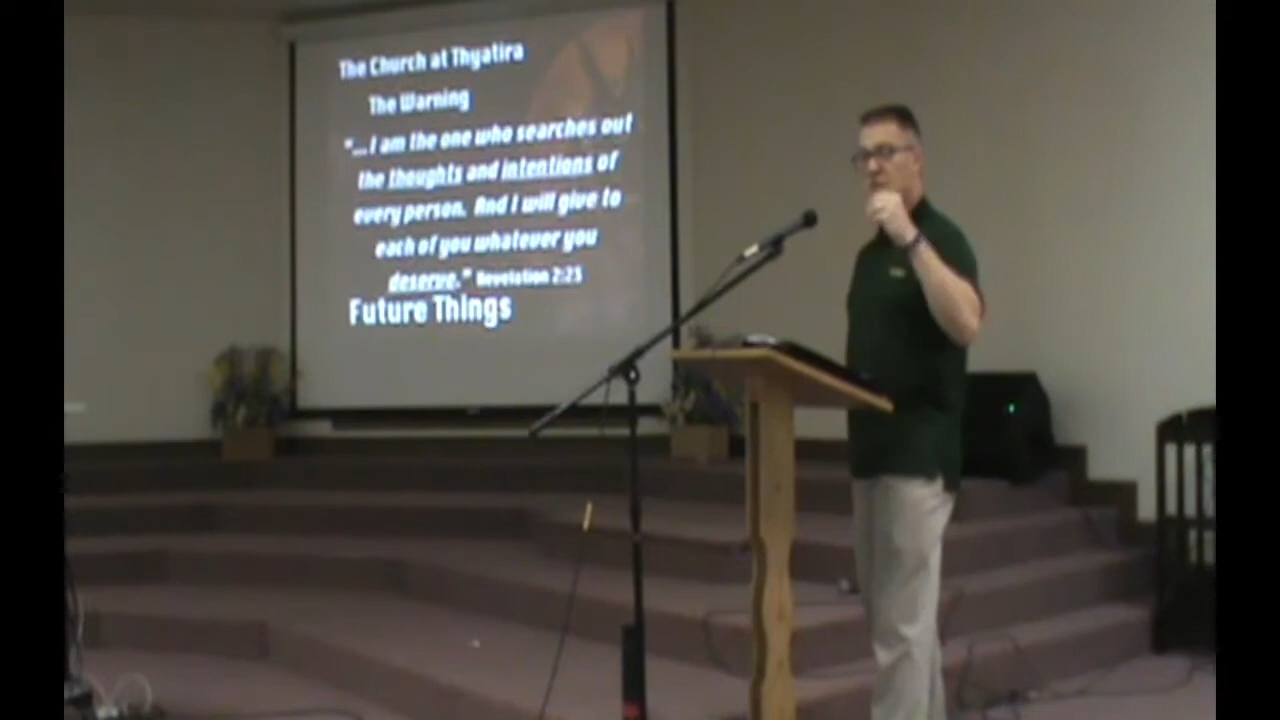 The Church at Thyatira
The Warning
"... I am the one who searches out
the thoughts and intentions of
every person. And I will give to
each of you whatever you
deserve." Revelation 2:23
Future Things